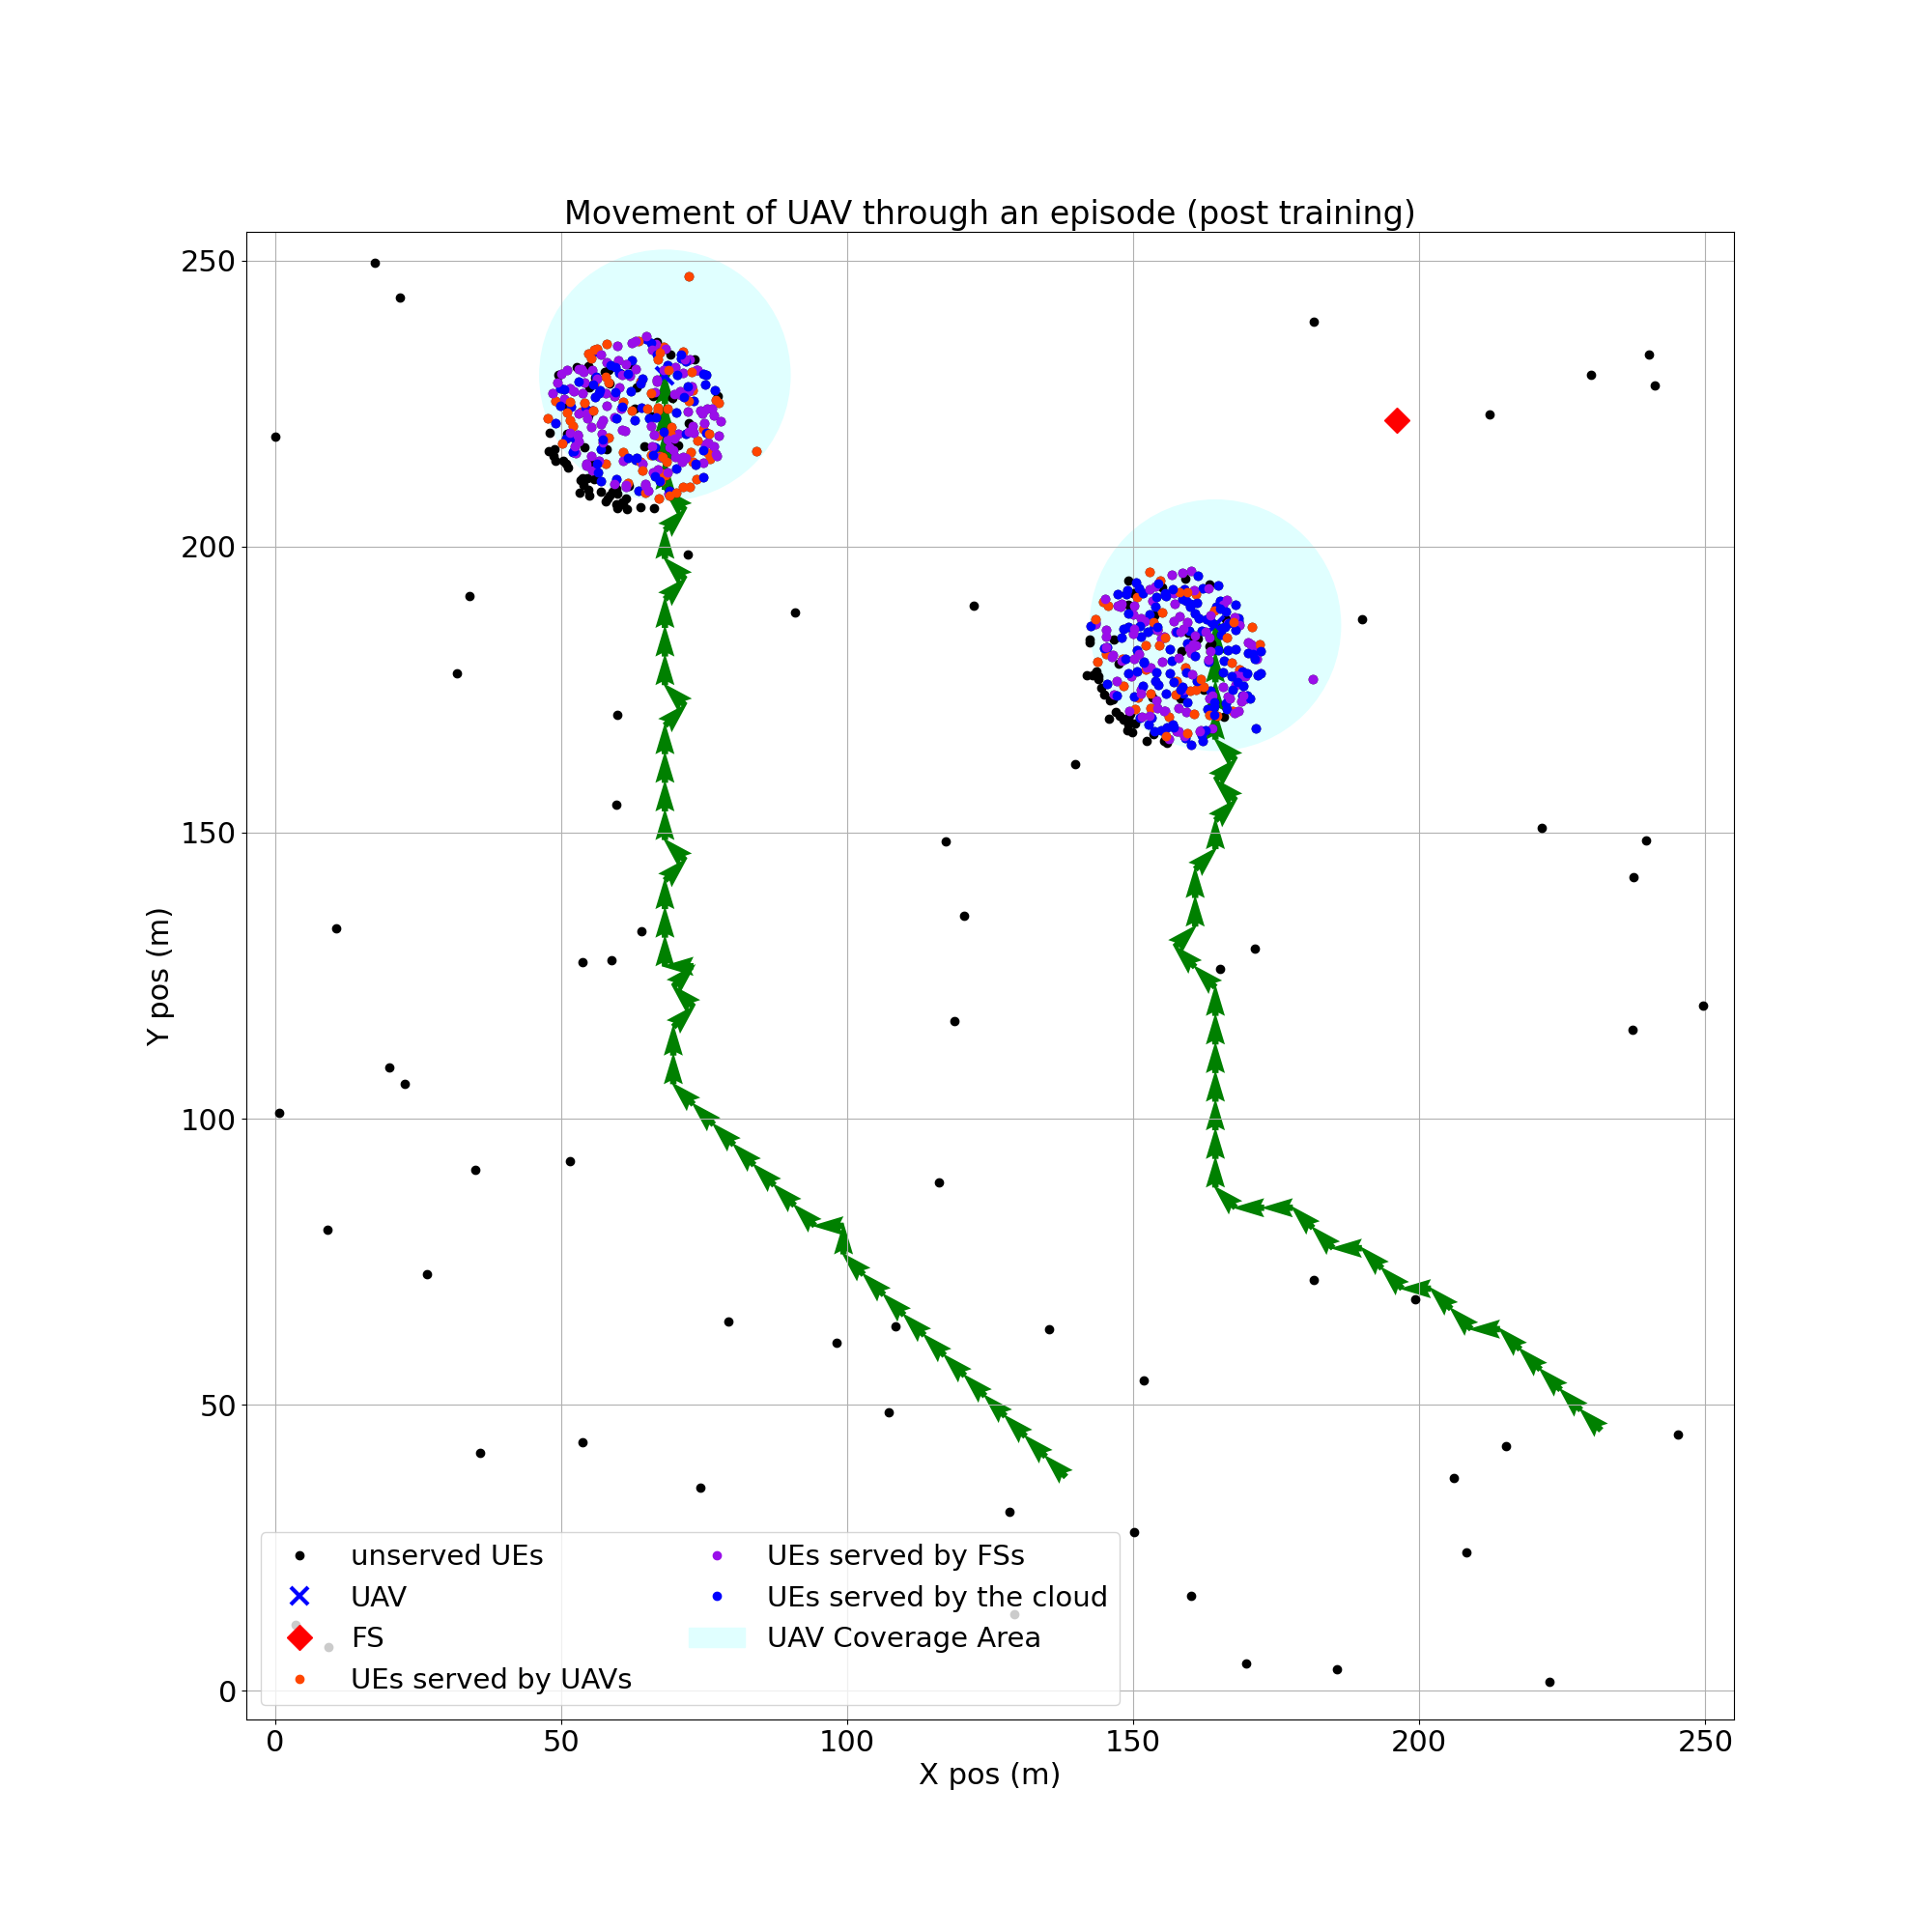 Movement of UAV through an episode (post training)
250
200
150
100
50
0
Y pos (m)
unserved UEs
UAV
FS
UEs served by UAVs
UEs served by FSs
UEs served by the cloud
UAV Coverage Area
0 50 100 150 200 250
X pos (m)